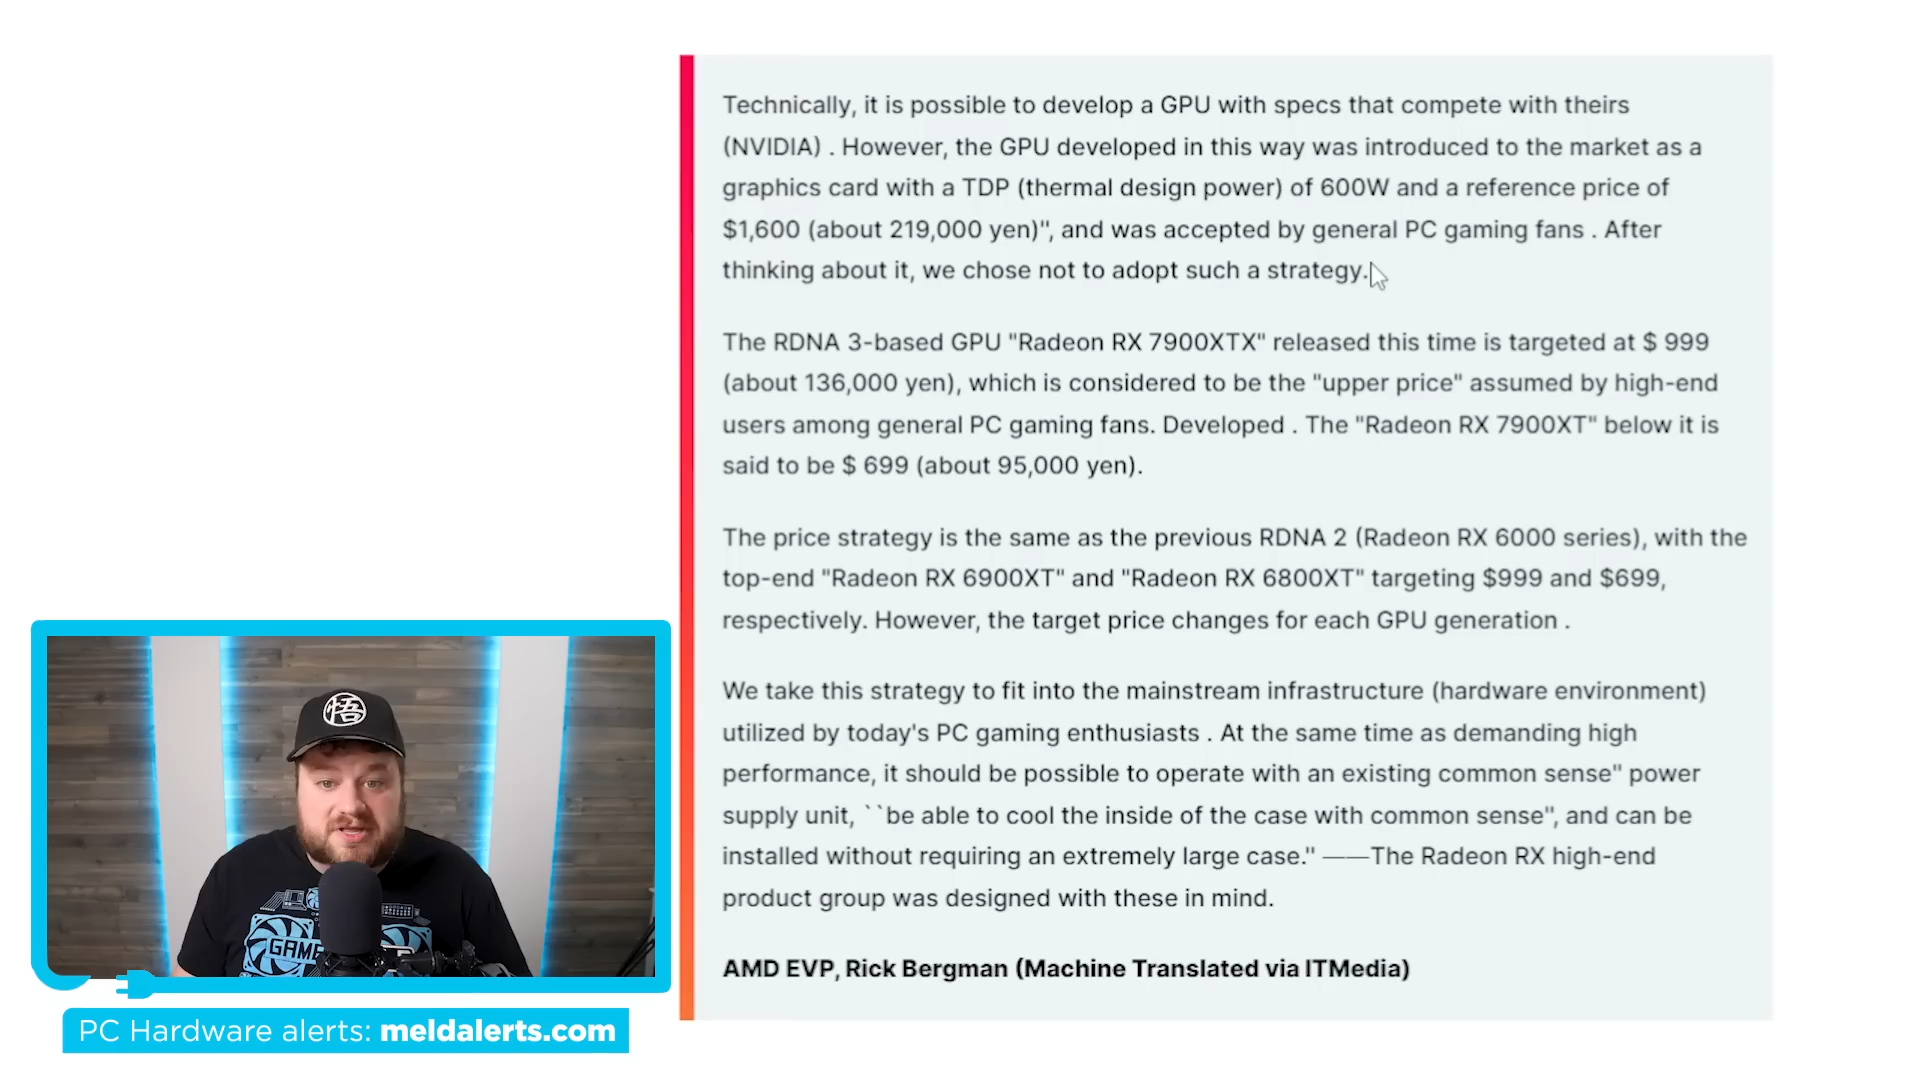 Technically, it is possible to develop a GPU with specs that compete with theirs
(NVIDIA) . However, the GPU developed in this way was introduced to the market as a
graphics card with a TDP (thermal design power) of 600W and a reference price of
$1,600 (about 219,000 yen)", and was accepted by general PC gaming fans . After
thinking about it, we chose not to adopt such a strategy.
The RDNA 3-based GPU "Radeon RX 7900XTX" released this time is targeted at $ 999
(about 136,000 yen), which is considered to be the "upper price" assumed by high-end
users among general PC gaming fans. Developed . The "Radeon RX 7900XT" below it is
said to be $ 699 (about 95,000 yen).
The price strategy is the same as the previous RDNA 2 (Radeon RX 6000 series), with the
top-end "Radeon RX 6900XT" and "Radeon RX 6800XT" targeting $999 and $699,
respectively. However, the target price changes for each GPU generation .
We take this strategy to fit into the mainstream infrastructure (hardware environment)
utilized by today's PC gaming enthusiasts . At the same time as demanding high
performance, it should be possible to operate with an existing common sense" power
supply unit, ``be able to cool the inside of the case with common sense", and can be
installed without requiring an extremely large case." ——The Radeon RX high-end
product group was designed with these in mind.
AMD EVP, Rick Bergman (Machine Translated via ITMedia)
悟
GAME
PC Hardware alerts: meldalerts.com